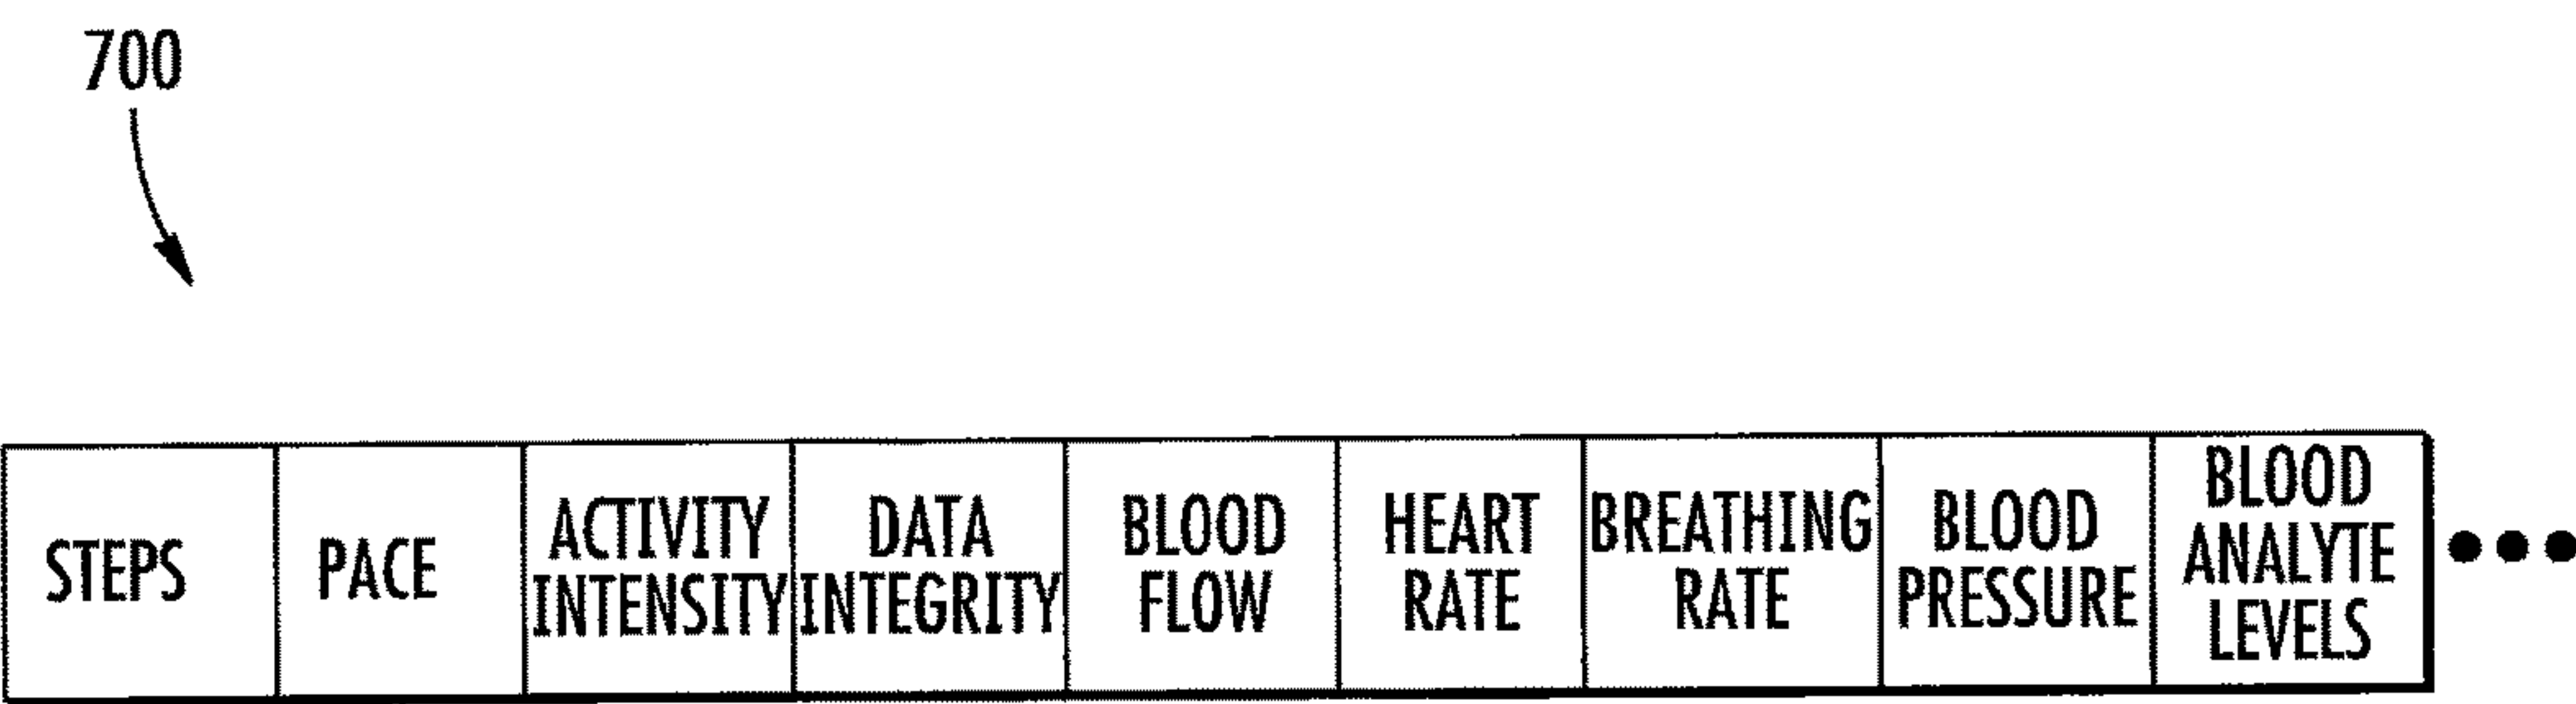 700
STEPS
PACE
ACTIVITY
INTENSITY
DATA
INTEGRITY
BLOOD
FLOW
HEART
RATE
BREATHING
RATE
BLOOD
PRESSURE
BLOOD
ANALYTE
LEVELS
•••